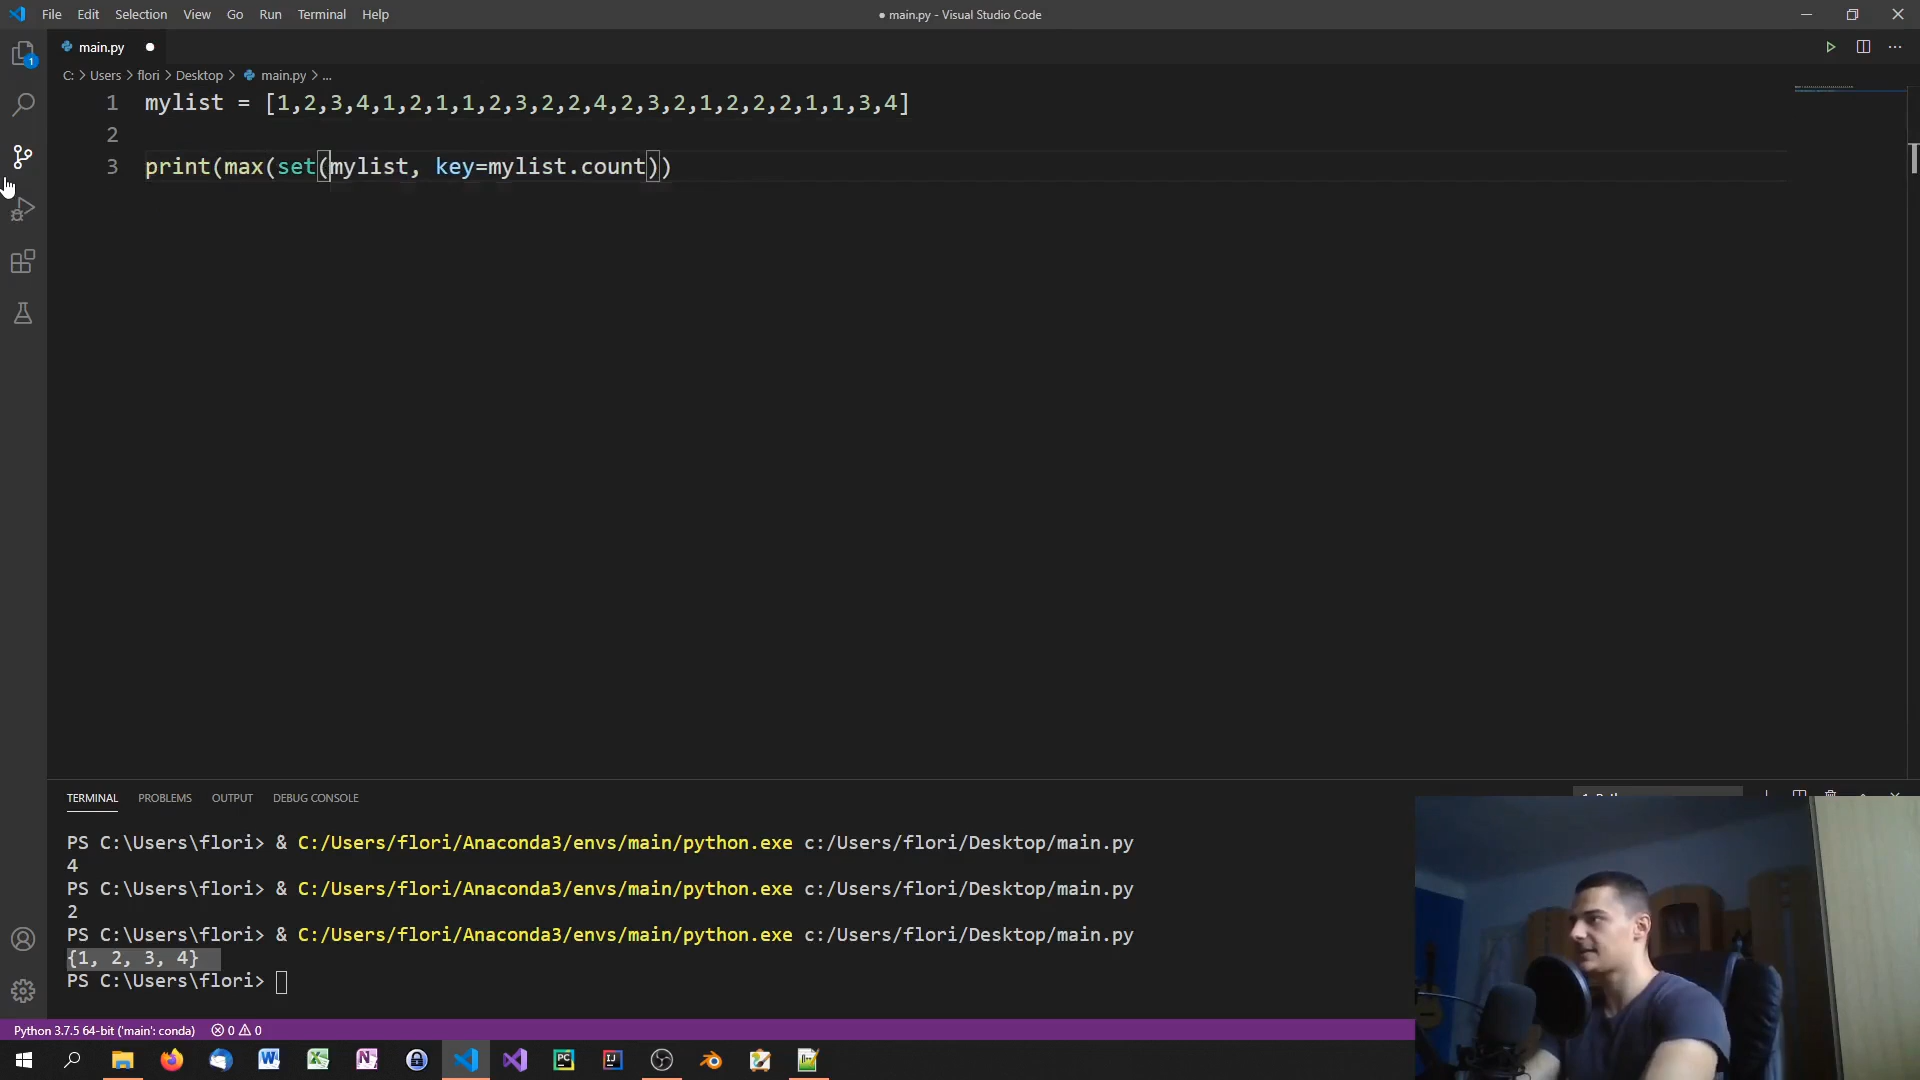 File Edit Selection View Go Run Terminal Help
● main.py - Visual Studio Code
main.py
C: > Users > flori > Desktop > main.py > ...
1 mylist = [1,2,3,4,1,2,1,1,2,3,2,2,4,2,3,2,1,2,2,2,1,1,3,4]
2
3 print(max(set(mylist, key=mylist.count))
1
TERMINAL PROBLEMS OUTPUT DEBUG CONSOLE
PS C:\Users\flori> & C:/Users/flori/Anaconda3/envs/main/python.exe c:/Users/flori/Desktop/main.py
4
PS C:\Users\flori> & C:/Users/flori/Anaconda3/envs/main/python.exe c:/Users/flori/Desktop/main.py
2
PS C:\Users\flori> & C:/Users/flori/Anaconda3/envs/main/python.exe c:/Users/flori/Desktop/main.py
{1, 2, 3, 4}
PS C:\Users\flori>
Python 3.7.5 64-bit ('main': conda) 0 0